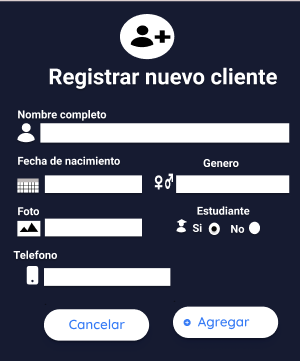 Registrar nuevo cliente
Nombre completo
Fecha de nacimiento
Genero
Foto
Estudiante
Si No
Telefono
Cancelar
Agregar